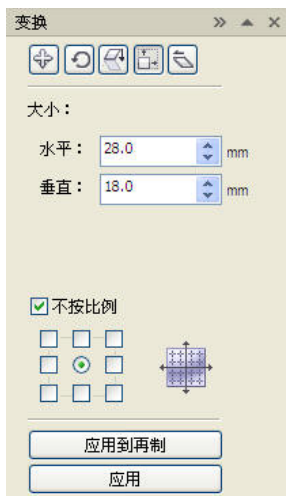 变换
大小：
水平： 28.0 mm
垂直： 18.0 mm
不按比例
应用到再制
应用